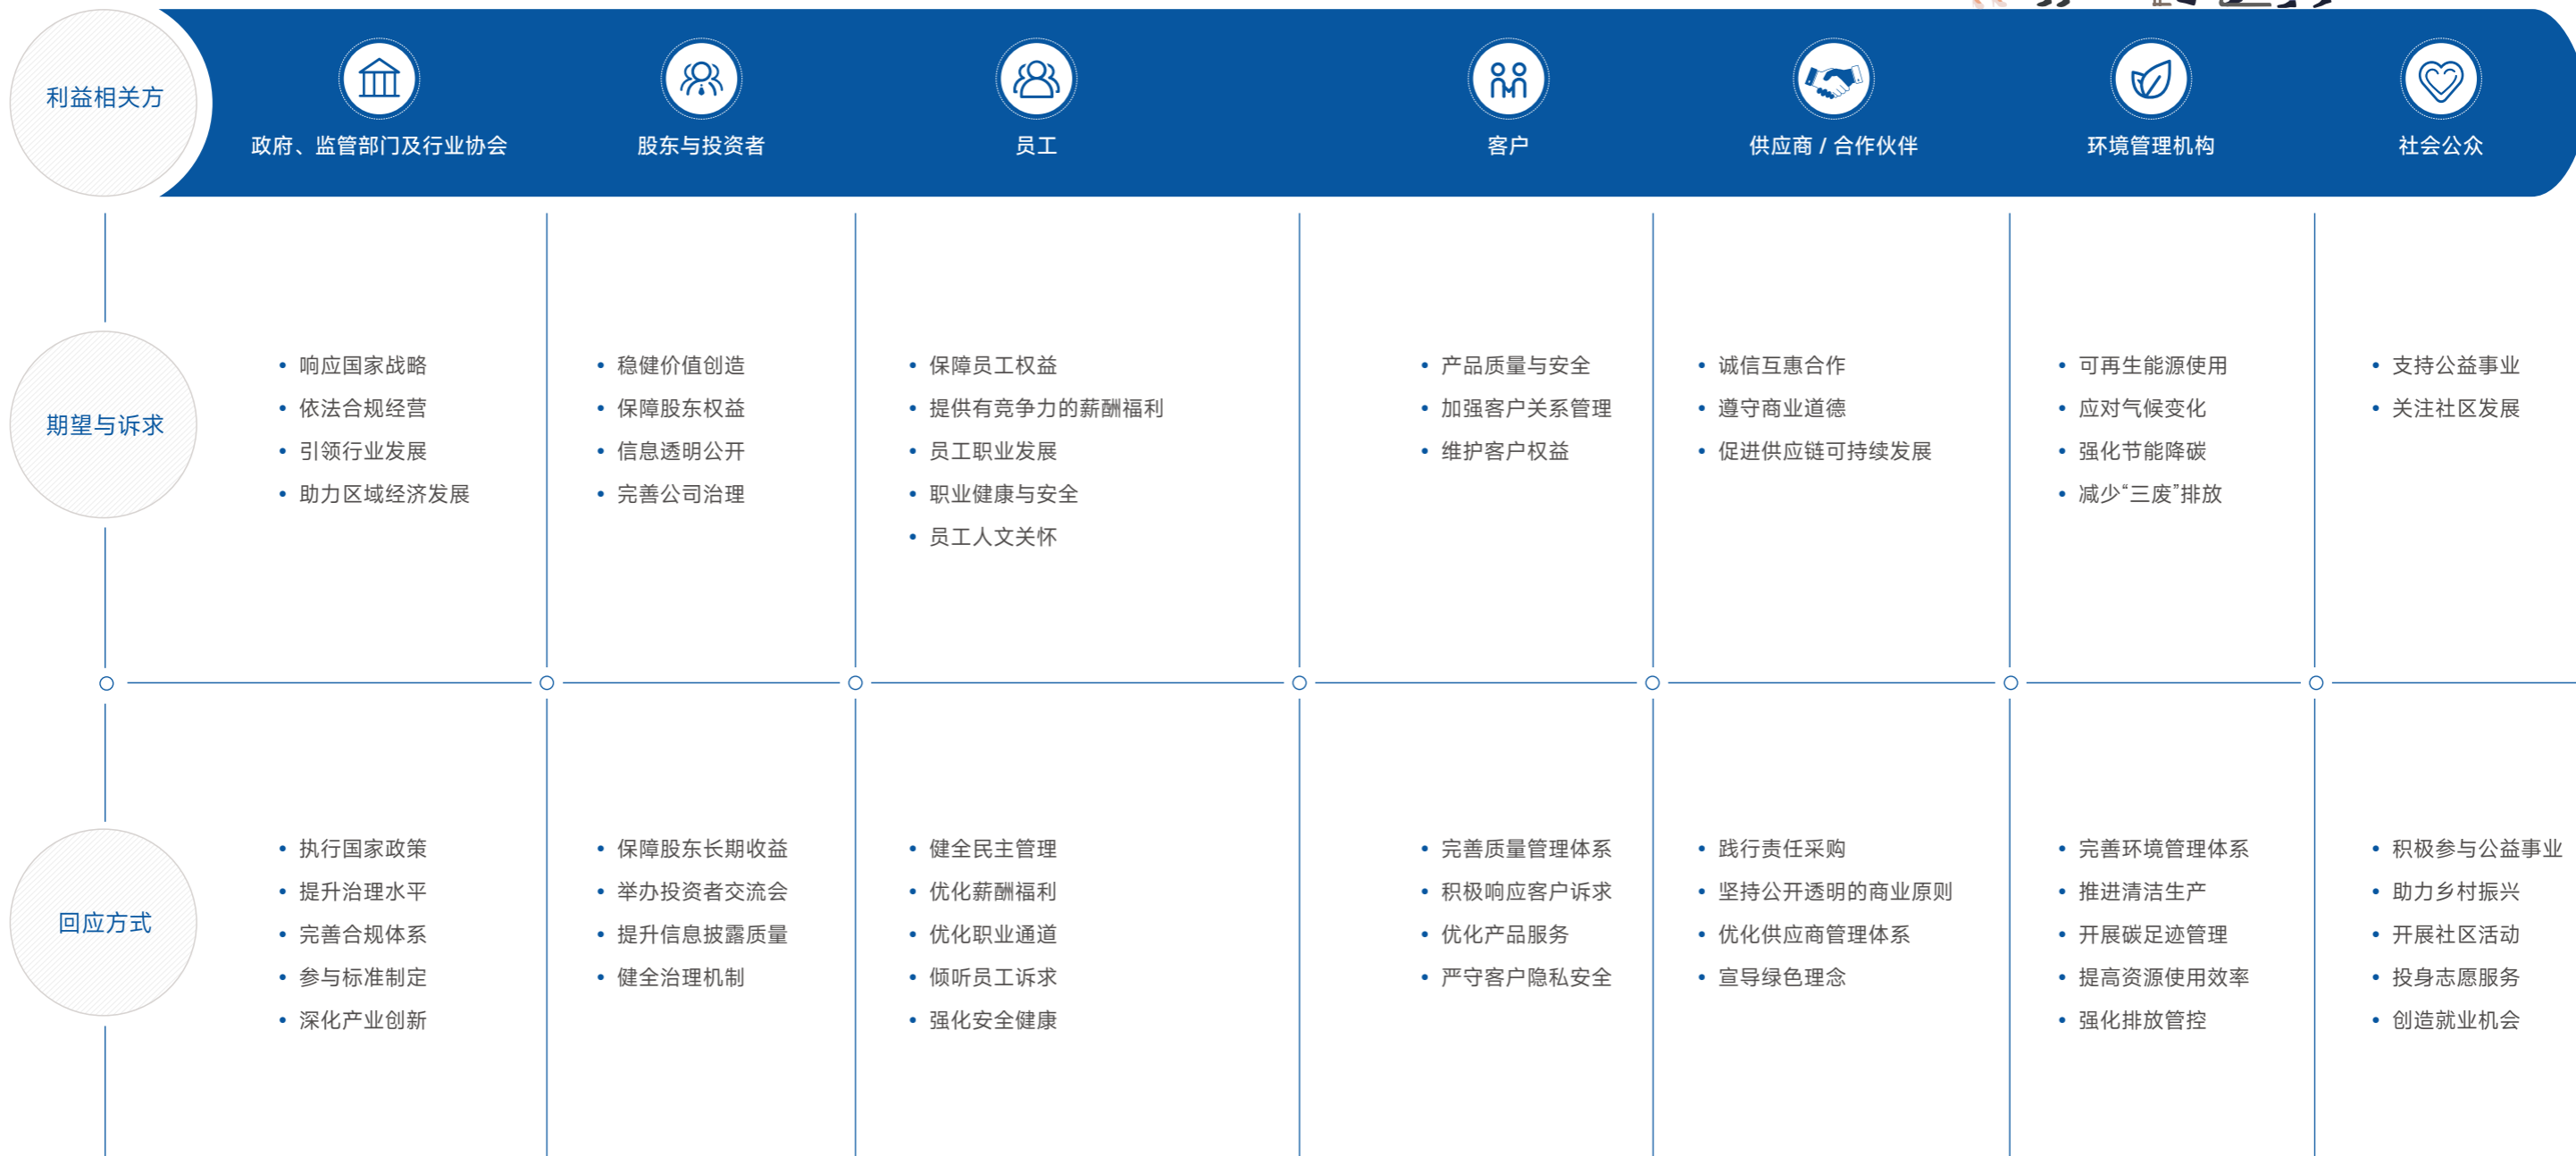 利益相关方
政府、监管部门及行业协会
股东与投资者
员工
客户
供应商 / 合作伙伴
环境管理机构
社会公众
期望与诉求
• 响应国家战略
• 依法合规经营
• 引领行业发展
• 助力区域经济发展
• 稳健价值创造
• 保障股东权益
• 信息透明公开
• 完善公司治理
• 保障员工权益
• 提供有竞争力的薪酬福利
• 员工职业发展
• 职业健康与安全
• 员工人文关怀
• 产品质量与安全
• 加强客户关系管理
• 维护客户权益
• 诚信互惠合作
• 遵守商业道德
• 促进供应链可持续发展
• 可再生能源使用
• 应对气候变化
• 强化节能降碳
• 减少“三废”排放
• 支持公益事业
• 关注社区发展
回应方式
• 执行国家政策
• 提升治理水平
• 完善合规体系
• 参与标准制定
• 深化产业创新
• 保障股东长期收益
• 举办投资者交流会
• 提升信息披露质量
• 健全治理机制
• 健全民主管理
• 优化薪酬福利
• 优化职业通道
• 倾听员工诉求
• 强化安全健康
• 完善质量管理体系
• 积极响应客户诉求
• 优化产品服务
• 严守客户隐私安全
• 践行责任采购
• 坚持公开透明的商业原则
• 优化供应商管理体系
• 宣导绿色理念
• 完善环境管理体系
• 推进清洁生产
• 开展碳足迹管理
• 提高资源使用效率
• 强化排放管控
• 积极参与公益事业
• 助力乡村振兴
• 开展社区活动
• 投身志愿服务
• 创造就业机会